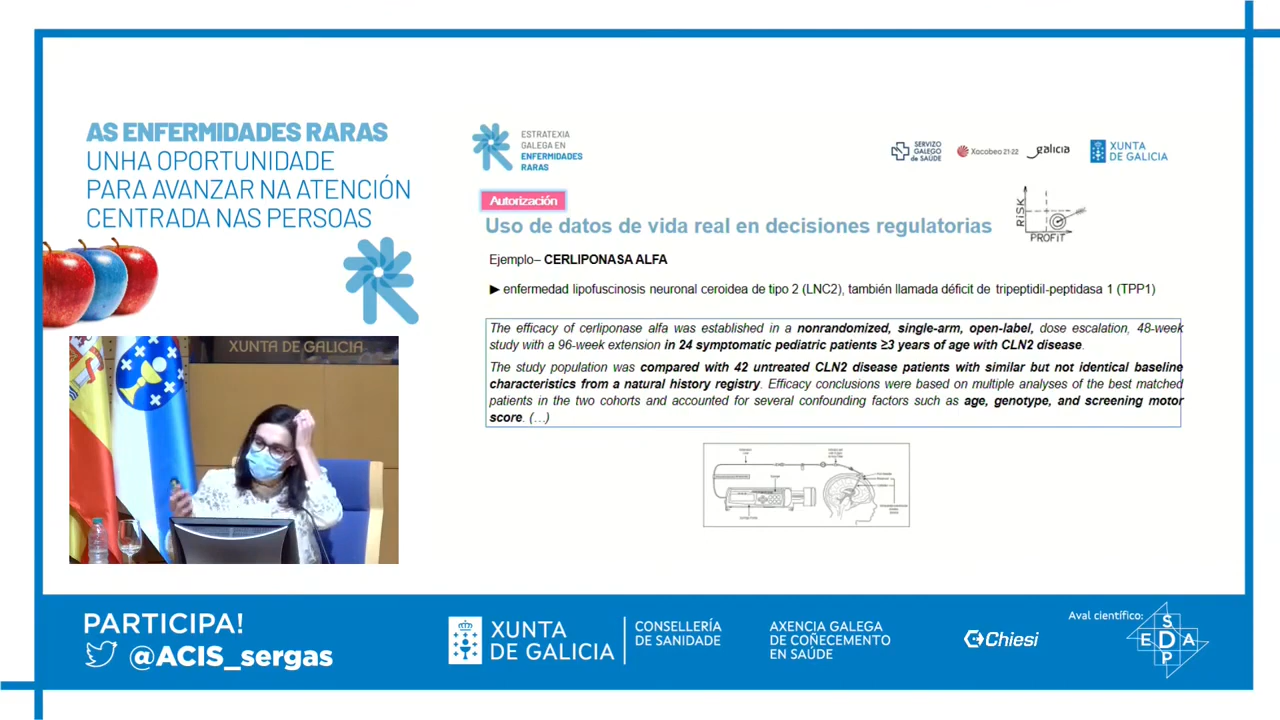 AS ENFERMIDADES RARAS
UNHA OPORTUNIDADE
PARA AVANZAR NA ATENCIÓN
CENTRADA NAS PERSOAS
XUNTA DE GALICIA
ESTRATEXIA
GALEGA EN
ENFERMIDADES
RARAS
SERVIZO
GALEGO
de SAÚDE
Xacobeo 21·22
galicia
XUNTA
DE GALICIA
Autorización
Uso de datos de vida real en decisiones regulatorias
RISK
PROFIT
Ejemplo– CERLIPONASA ALFA
▶ enfermedad lipofuscinosis neuronal ceroidea de tipo 2 (LNC2), también llamada déficit de tripeptidil-peptidasa 1 (TPP1)
The efficacy of cerliponase alfa was established in a nonrandomized, single-arm, open-label, dose escalation, 48-week
study with a 96-week extension in 24 symptomatic pediatric patients ≥3 years of age with CLN2 disease.
The study population was compared with 42 untreated CLN2 disease patients with similar but not identical baseline
characteristics from a natural history registry. Efficacy conclusions were based on multiple analyses of the best matched
patients in the two cohorts and accounted for several confounding factors such as age, genotype, and screening motor
score. (…)
PARTICIPA!
@ACIS_sergas
XUNTA
DE GALICIA
CONSELLERÍA
DE SANIDADE
AXENCIA GALEGA
DE COÑECEMENTO
EN SAÚDE
Chiesi
Aval científico:
S
E D A
P